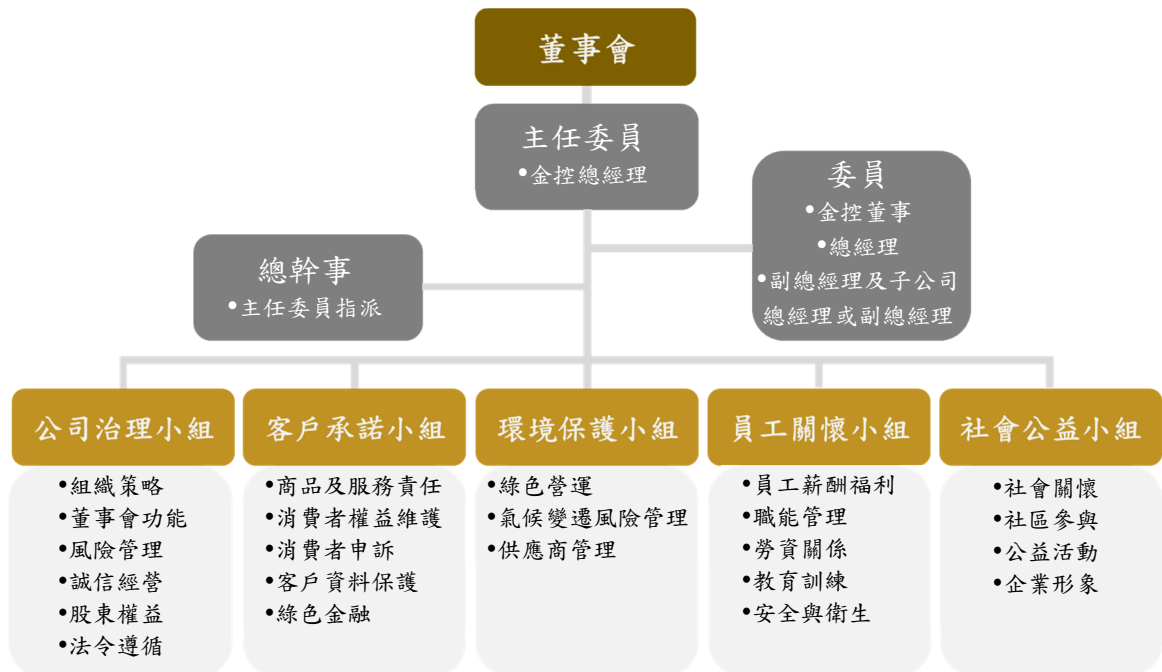 董事會
主任委員
•金控總經理
委員
•金控董事
•總經理
•副總經理及子公司
總經理或副總經理
總幹事
•主任委員指派
公司治理小組
•組織策略
•董事會功能
•風險管理
•誠信經營
•股東權益
•法令遵循
客戶承諾小組
•商品及服務責任
•消費者權益維護
•消費者申訴
•客戶資料保護
•綠色金融
環境保護小組
•綠色營運
•氣候變遷風險管理
•供應商管理
員工關懷小組
•員工薪酬福利
•職能管理
•勞資關係
•教育訓練
•安全與衛生
社會公益小組
•社會關懷
•社區參與
•公益活動
•企業形象